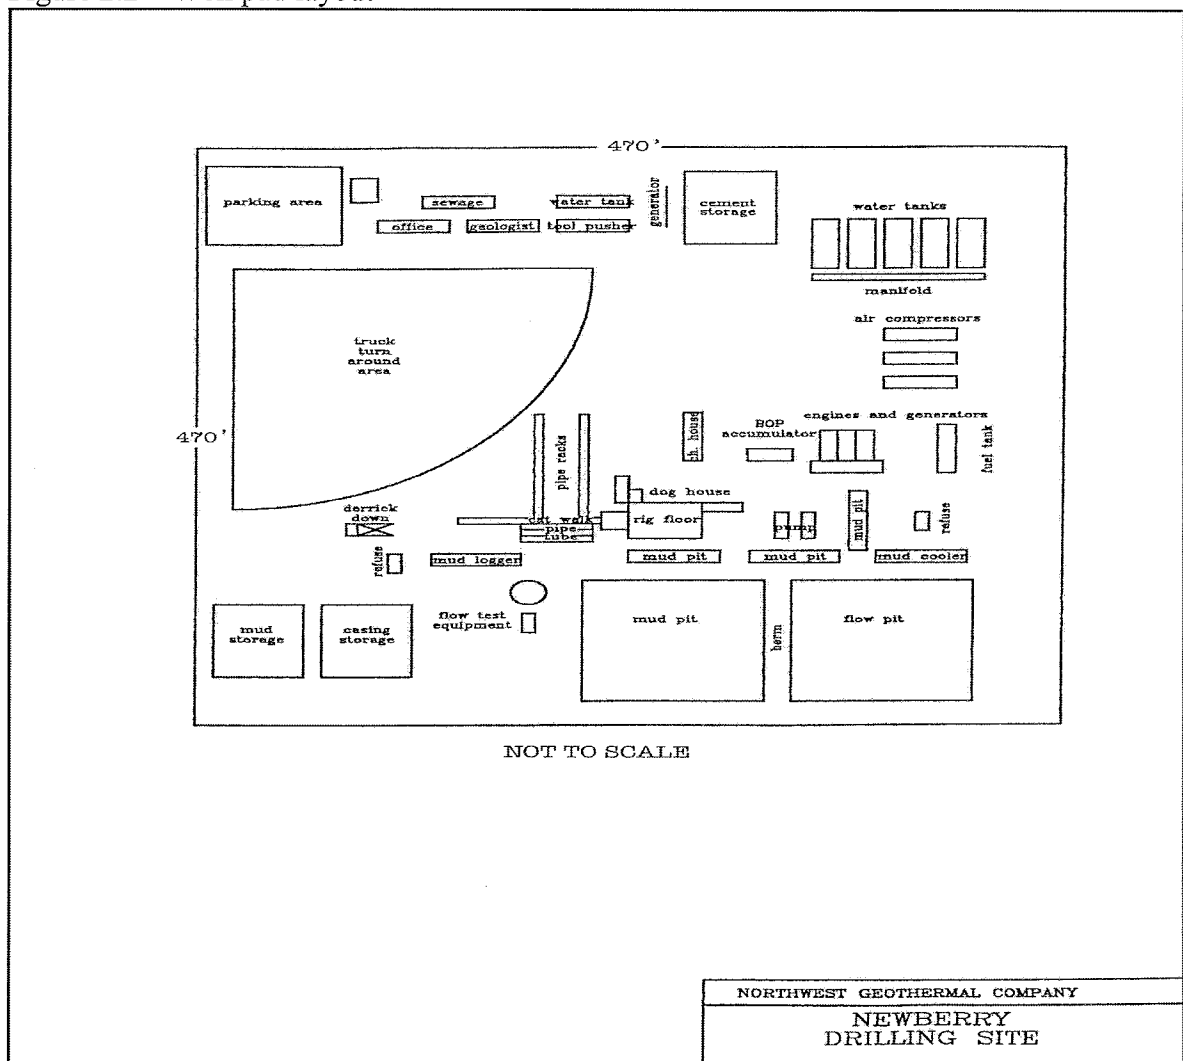 470'
parking area
sewage
water tank
generator
cement
storage
water tanks
office
geologist
tool pusher
manifold
air compressors
truck
turn
around
area
engines and generators
BOP
accumulator
ch. house
fuel tank
470'
pipe racks
dog house
derrick
down
cat walk
rig floor
pump
mud pit
refuse
pipe
tube
refuse
mud logger
mud pit
mud pit
mud cooler
flow test
equipment
mud pit
berm
flow pit
mud
storage
casing
storage
NOT TO SCALE
NORTHWEST GEOTHERMAL COMPANY
NEWBERRY
DRILLING SITE